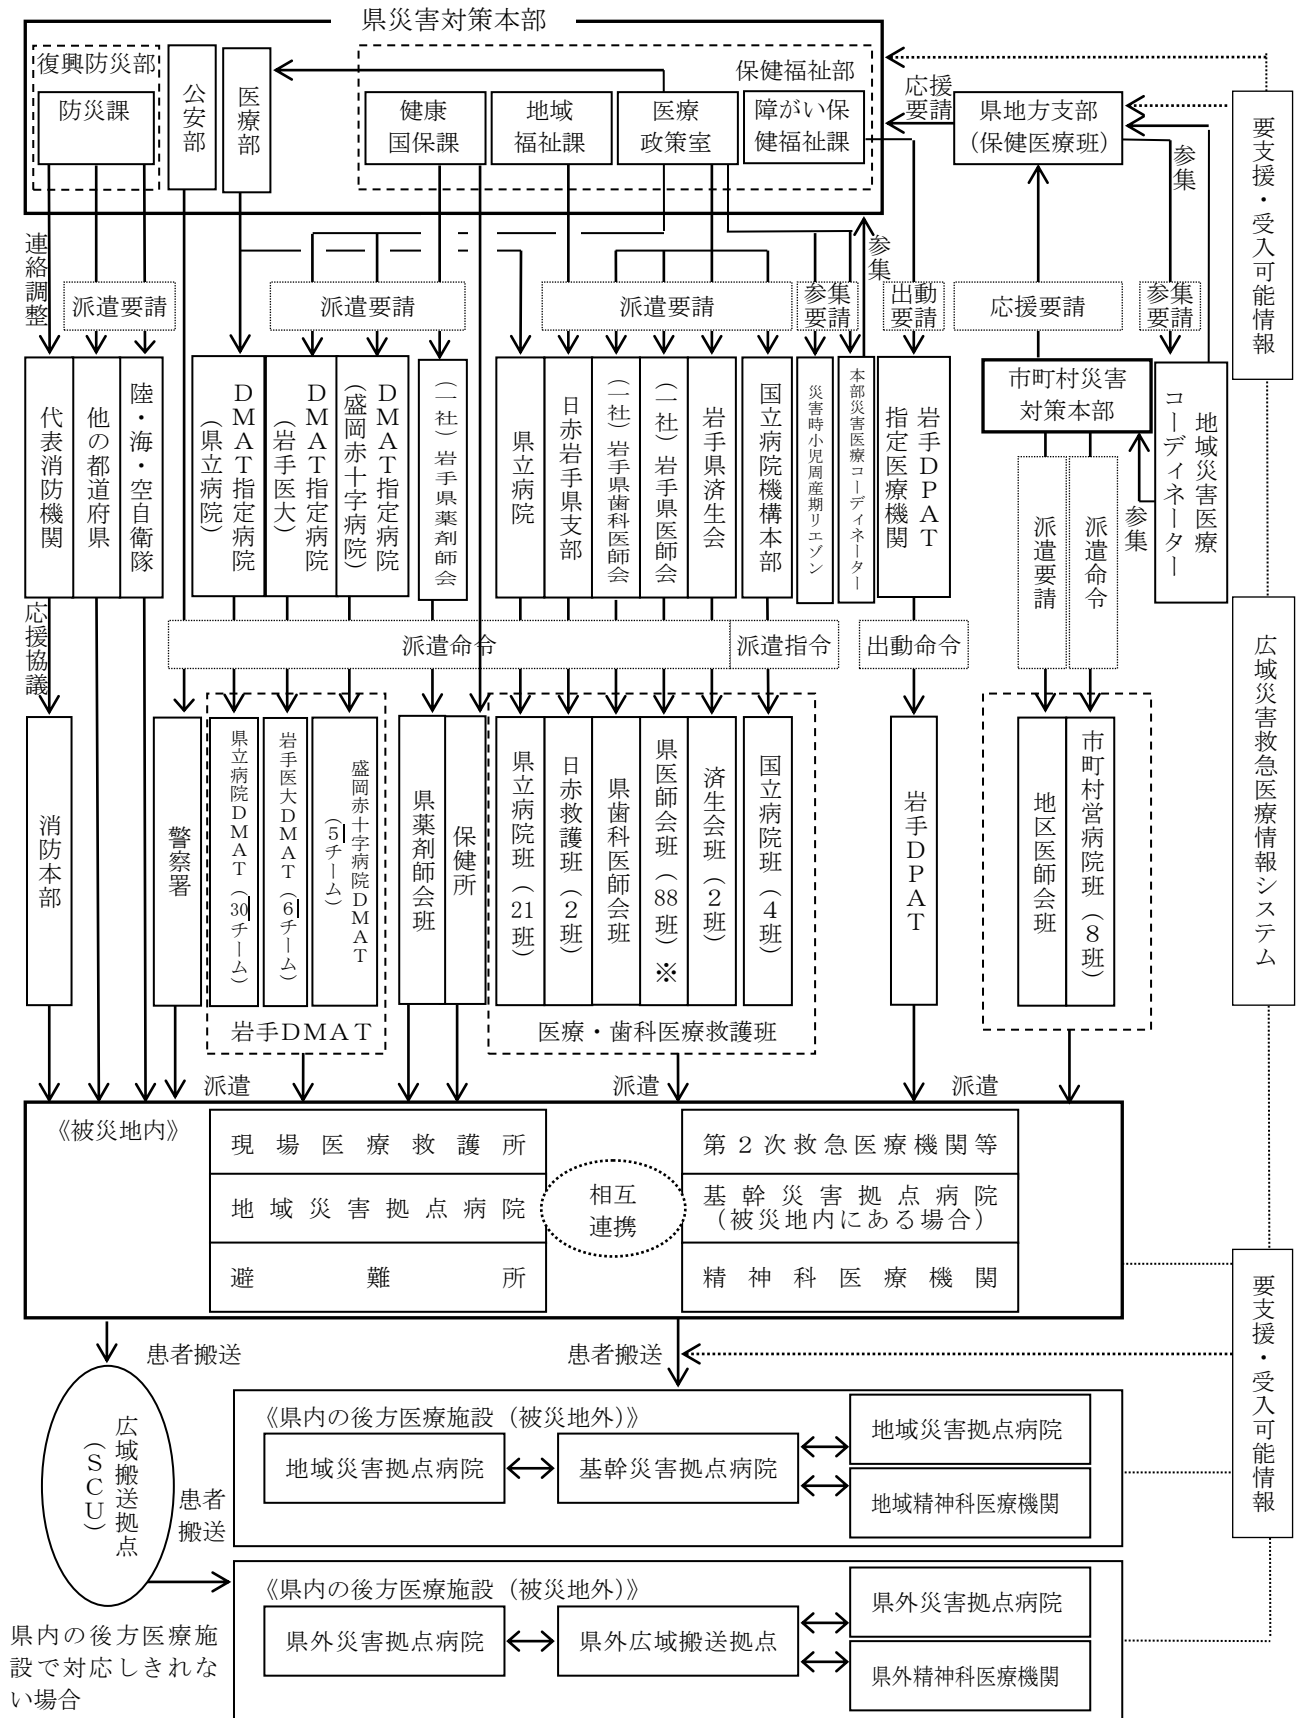 県災害対策本部
復興防災部
防災課
公安部
医療部
保健福祉部
健康
国保課
地域
福祉課
医療
政策室
障がい保
健福祉課
応援
要請
県地方支部
（保健医療班）
参集
要支援・受入可能情報
連絡調整
派遣要請
派遣要請
派遣要請
参集
要請
参集
出動
要請
応援要請
参集
要請
代表消防機関
他の都道府県
陸・海・空自衛隊
DMAT指定病院
（県立病院）
DMAT指定病院
（岩手医大）
DMAT指定病院
（盛岡赤十字病院）
（一社）岩手県薬剤師会
県立病院
日赤岩手県支部
（一社）岩手県歯科医師会
（一社）岩手県医師会
岩手県済生会
国立病院機構本部
災害時小児周産期リエゾン
本部災害医療コーディネーター
岩手DPAT
指定医療機関
市町村災害
対策本部
地域災害医療
コーディネーター
参集
派遣要請
派遣命令
応援協議
派遣命令
派遣指令
出動命令
広域災害救急医療情報システム
消防本部
警察署
県立病院DMAT（30チーム）
岩手医大DMAT（6チーム）
盛岡赤十字病院DMAT
（5チーム）
岩手DMAT
県薬剤師会班
保健所
県立病院班（21班）
日赤救護班（2班）
県歯科医師会班
県医師会班（88班）※
済生会班（2班）
国立病院班（4班）
医療・歯科医療救護班
岩手DPAT
地区医師会班
市町村営病院班（8班）
派遣
派遣
派遣
《被災地内》
現場医療救護所
地域災害拠点病院
避難所
相互
連携
第2次救急医療機関等
基幹災害拠点病院
（被災地内にある場合）
精神科医療機関
要支援・受入可能情報
患者搬送
患者搬送
広域搬送拠点
（SCU）
患者
搬送
《県内の後方医療施設（被災地外）》
地域災害拠点病院
基幹災害拠点病院
地域災害拠点病院
地域精神科医療機関
《県内の後方医療施設（被災地外）》
県外災害拠点病院
県外広域搬送拠点
県外災害拠点病院
県外精神科医療機関
県内の後方医療施
設で対応しきれな
い場合